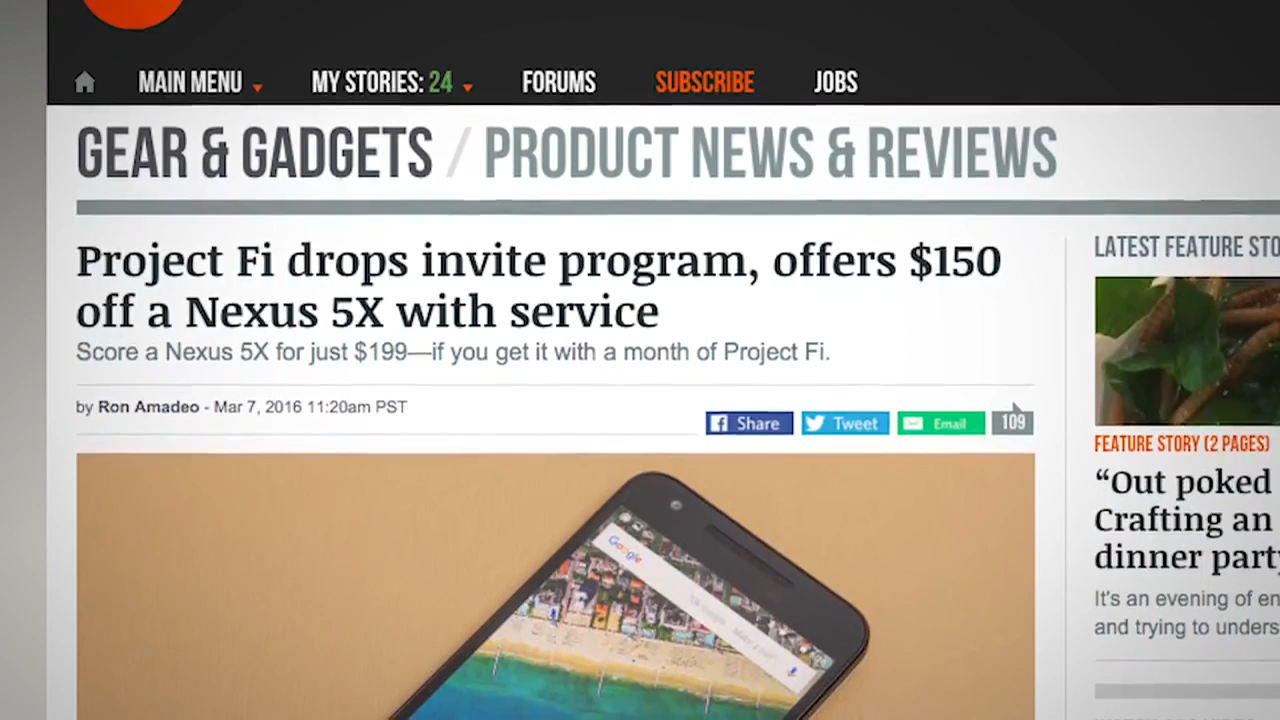 MAIN MENU
MY STORIES: 24
FORUMS
SUBSCRIBE
JOBS
GEAR & GADGETS / PRODUCT NEWS & REVIEWS
Project Fi drops invite program, offers $150
off a Nexus 5X with service
Score a Nexus 5X for just $199—if you get it with a month of Project Fi.
by Ron Amadeo - Mar 7, 2016 11:20am PST
Share
Tweet
Email
109
Google
LATEST FEATURE STO
FEATURE STORY (2 PAGES)
“Out poked
Crafting an
dinner party
It's an evening of en
and trying to unders